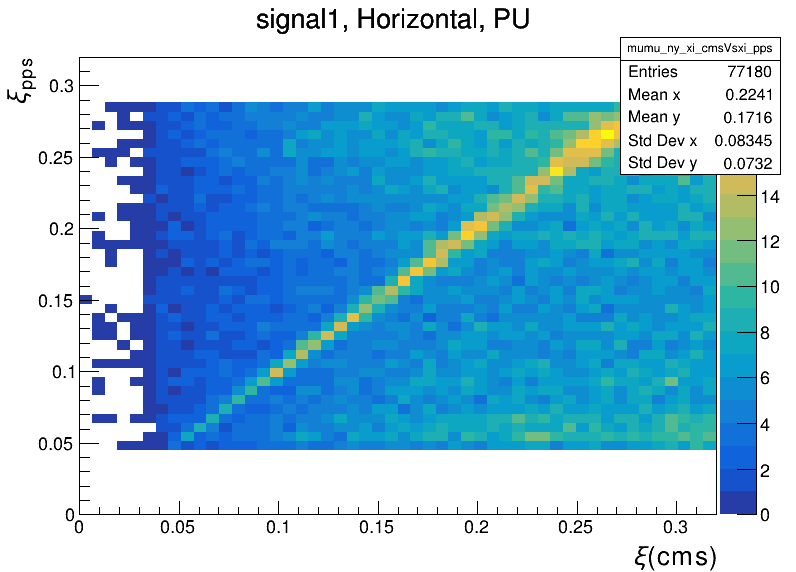 signal1, Horizontal, PU
mumu_ny_xi_cmsVsxi_pps
Entries 77180
Mean x 0.2241
Mean y 0.1716
Std Dev x 0.08345
Std Dev y 0.0732
ξpps
0.3
0.25
0.2
0.15
0.1
0.05
0
0 0.05 0.1 0.15 0.2 0.25 0.3
ξ(cms)
14
12
10
8
6
4
2
0